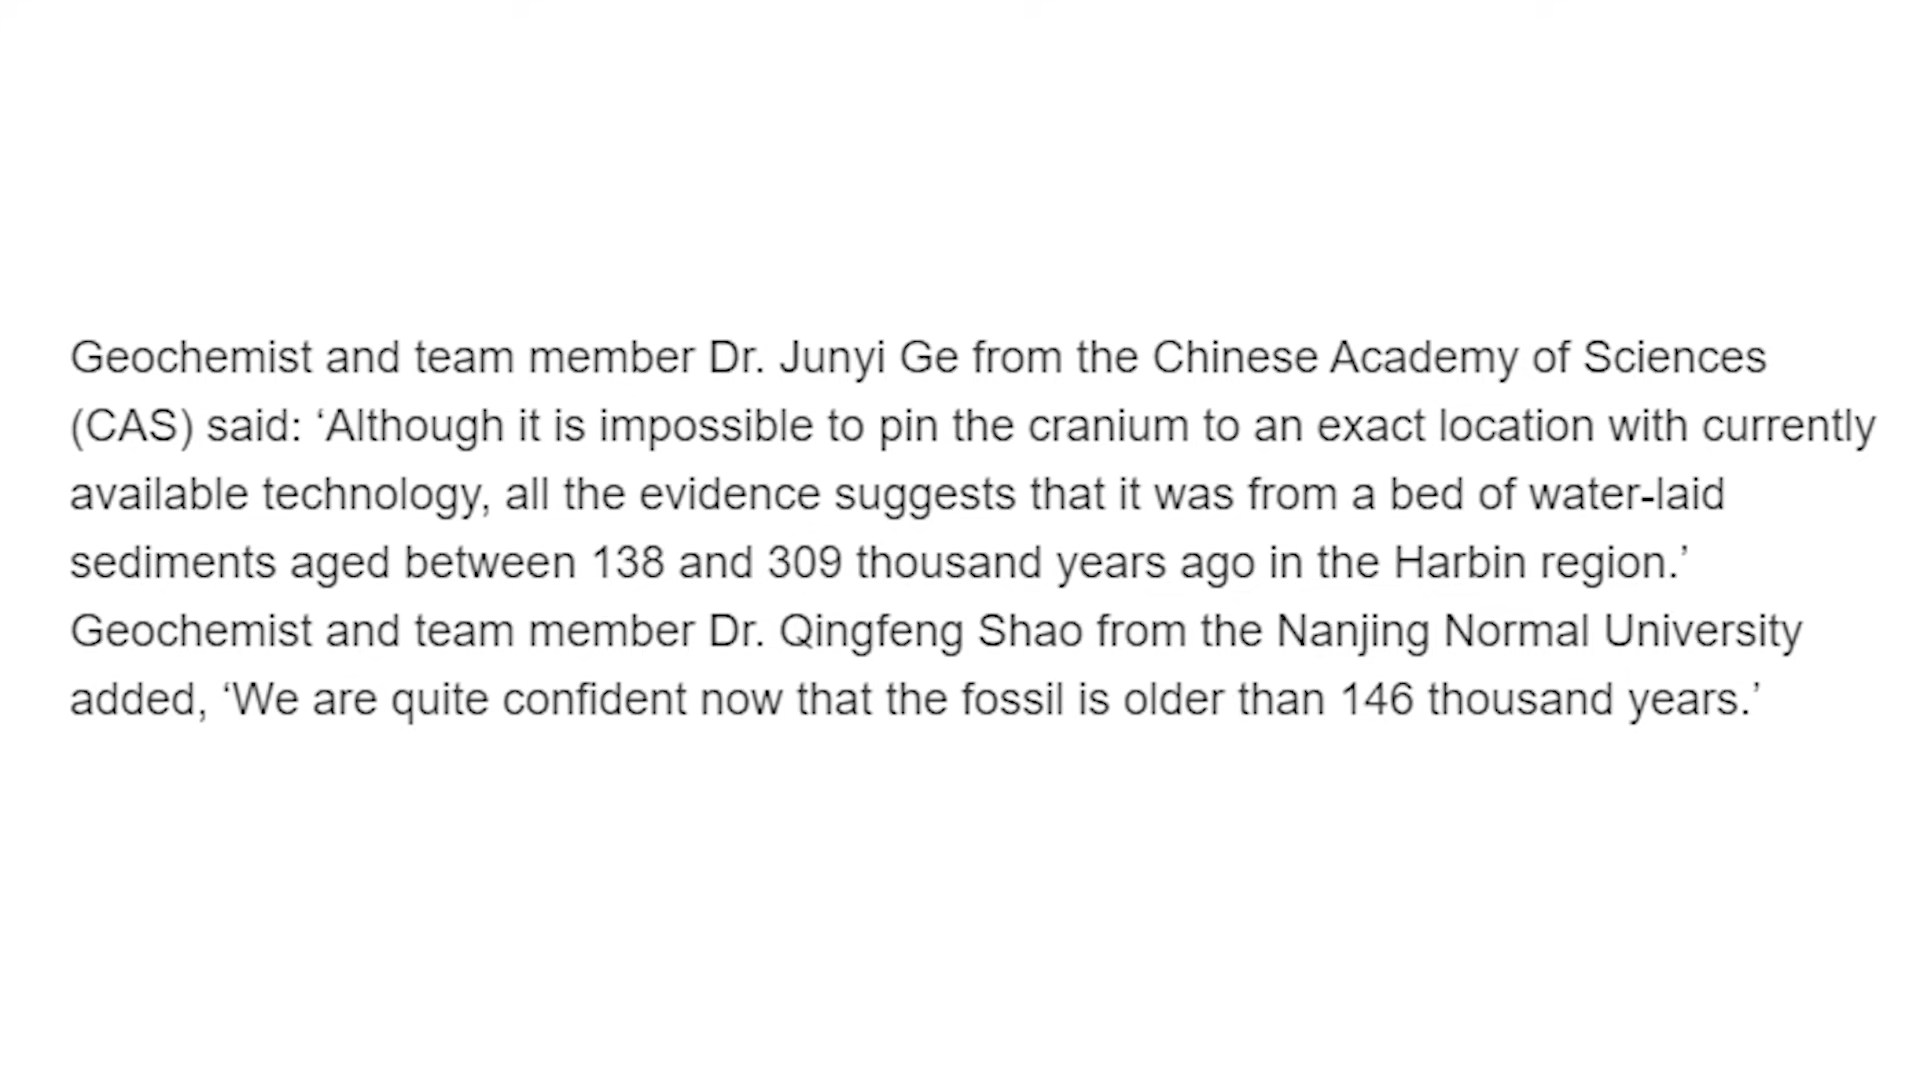 Geochemist and team member Dr. Junyi Ge from the Chinese Academy of Sciences
(CAS) said: ‘Although it is impossible to pin the cranium to an exact location with currently
available technology, all the evidence suggests that it was from a bed of water-laid
sediments aged between 138 and 309 thousand years ago in the Harbin region.’
Geochemist and team member Dr. Qingfeng Shao from the Nanjing Normal University
added, ‘We are quite confident now that the fossil is older than 146 thousand years.’